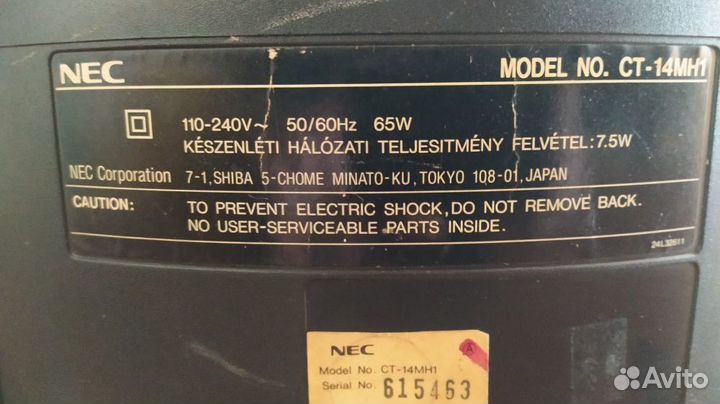 NEC MODEL NO. CT-14MH1
110-240V~ 50/60Hz 65W
KÉSZENLÉTI HÁLÓZATI TELJESITMÉNY FELVÉTEL:7.5W
NEC Corporation 7-1,SHIBA 5-CHOME MINATO-KU,TOKYO 108-01,JAPAN
CAUTION: TO PREVENT ELECTRIC SHOCK,DO NOT REMOVE BACK.
NO USER-SERVICEABLE PARTS INSIDE.
24L32611
NEC A
Model No. CT-14MH1
Serial No. 615463
Avito